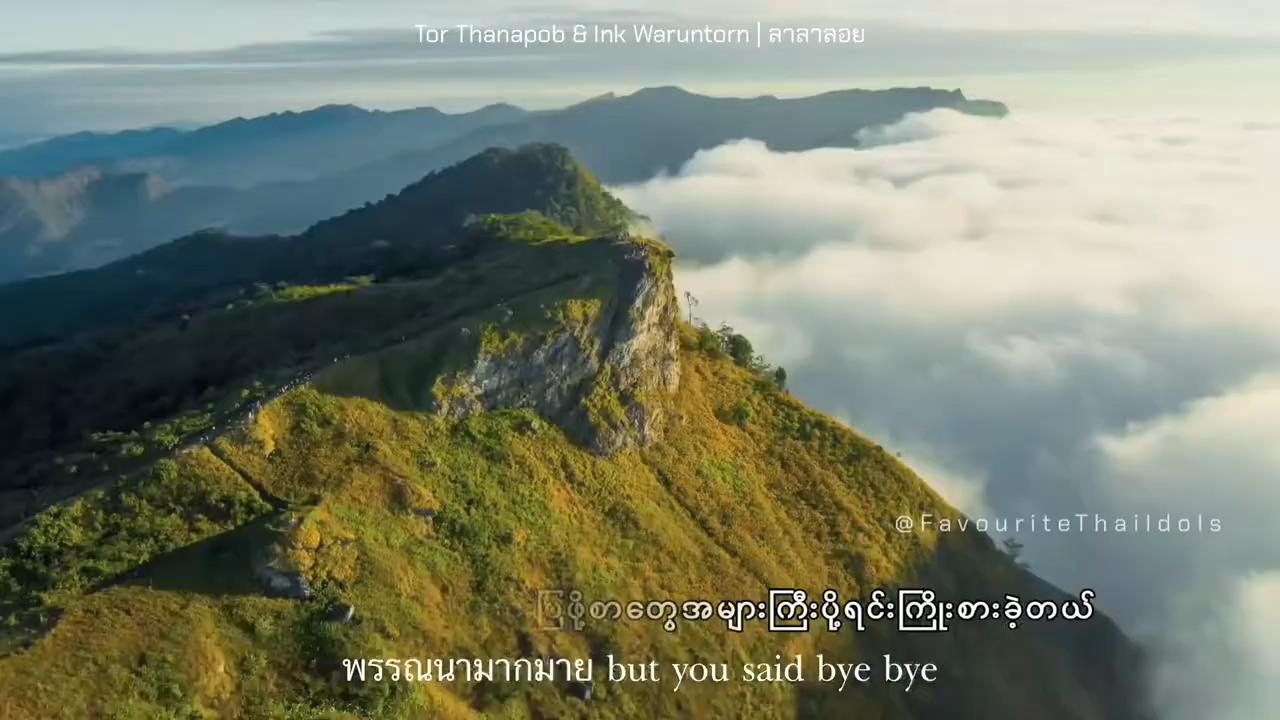 Tor Thanapob & Ink Waruntorn | ลาลาลอย
@FavouriteThaiIdols
ပြဖို့စာတွေအများကြီးပို့ရင်းကြိုးစားခဲ့တယ်
พรรณนามากมาย but you said bye bye